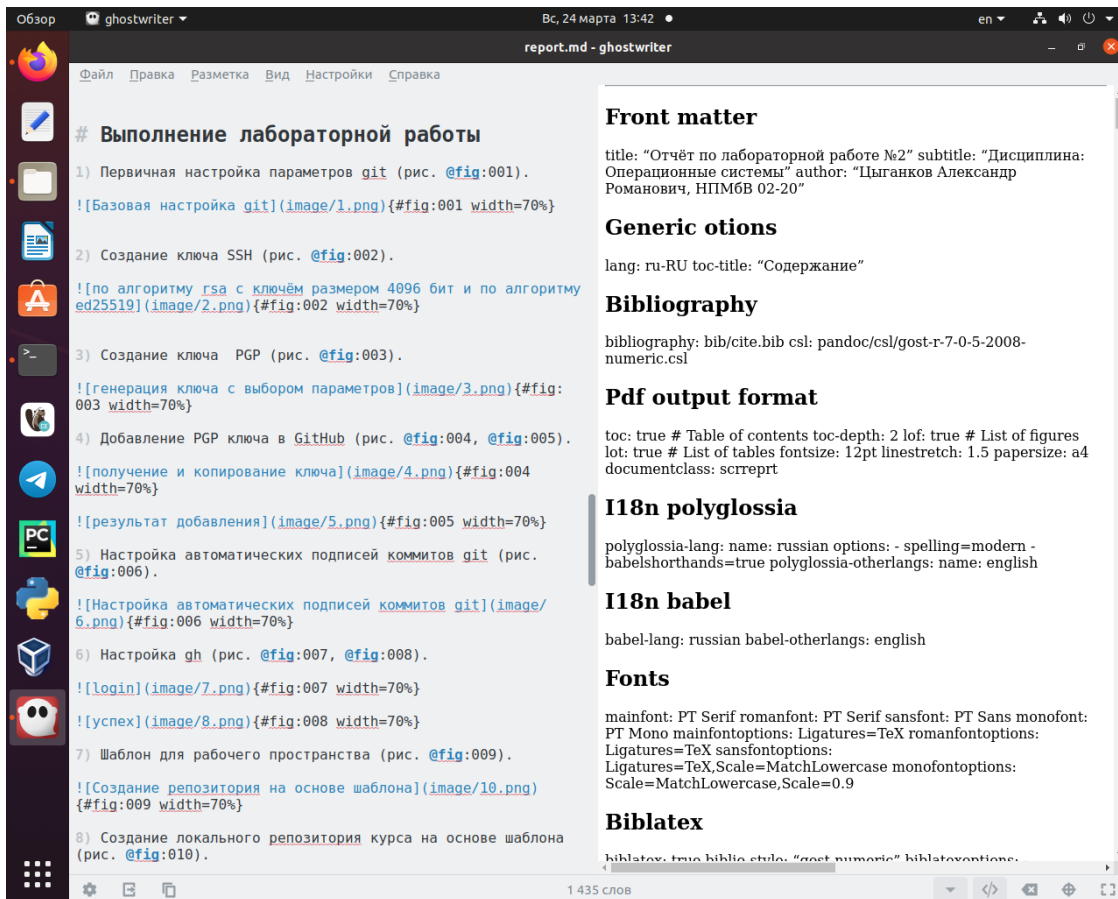 Обзор
ghostwriter
Вс, 24 марта 13:42
en
report.md - ghostwriter
Файл Правка Разметка Вид Настройки Справка
# Выполнение лабораторной работы
1) Первичная настройка параметров git (рис. @fig:001).
![Базовая настройка git](image/1.png){#fig:001 width=70%}
2) Создание ключа SSH (рис. @fig:002).
![по алгоритму rsa с ключём размером 4096 бит и по алгоритму
ed25519](image/2.png){#fig:002 width=70%}
3) Создание ключа  PGP (рис. @fig:003).
![генерация ключа с выбором параметров](image/3.png){#fig:
003 width=70%}
4) Добавление PGP ключа в GitHub (рис. @fig:004, @fig:005).
![получение и копирование ключа](image/4.png){#fig:004
width=70%}
![результат добавления](image/5.png){#fig:005 width=70%}
5) Настройка автоматических подписей коммитов git (рис.
@fig:006).
![Настройка автоматических подписей коммитов git](image/
6.png){#fig:006 width=70%}
6) Настройка gh (рис. @fig:007, @fig:008).
![login](image/7.png){#fig:007 width=70%}
![успех](image/8.png){#fig:008 width=70%}
7) Шаблон для рабочего пространства (рис. @fig:009).
![Создание репозитория на основе шаблона](image/10.png)
{#fig:009 width=70%}
8) Создание локального репозитория курса на основе шаблона
(рис. @fig:010).
Front matter
title: “Отчёт по лабораторной работе №2” subtitle: “Дисциплина:
Операционные системы” author: “Цыганков Александр
Романович, НПМбВ 02-20”
Generic otions
lang: ru-RU toc-title: “Содержание”
Bibliography
bibliography: bib/cite.bib csl: pandoc/csl/gost-r-7-0-5-2008-
numeric.csl
Pdf output format
toc: true # Table of contents toc-depth: 2 lof: true # List of figures
lot: true # List of tables fontsize: 12pt linestretch: 1.5 papersize: a4
documentclass: scrreprt
I18n polyglossia
polyglossia-lang: name: russian options: - spelling=modern -
babelshorthands=true polyglossia-otherlangs: name: english
I18n babel
babel-lang: russian babel-otherlangs: english
Fonts
mainfont: PT Serif romanfont: PT Serif sansfont: PT Sans monofont:
PT Mono mainfontoptions: Ligatures=TeX romanfontoptions:
Ligatures=TeX sansfontoptions:
Ligatures=TeX,Scale=MatchLowercase monofontoptions:
Scale=MatchLowercase,Scale=0.9
Biblatex
biblatex: true biblio-style: “gost-numeric” biblatexoptions: -
1 435 слов
PC